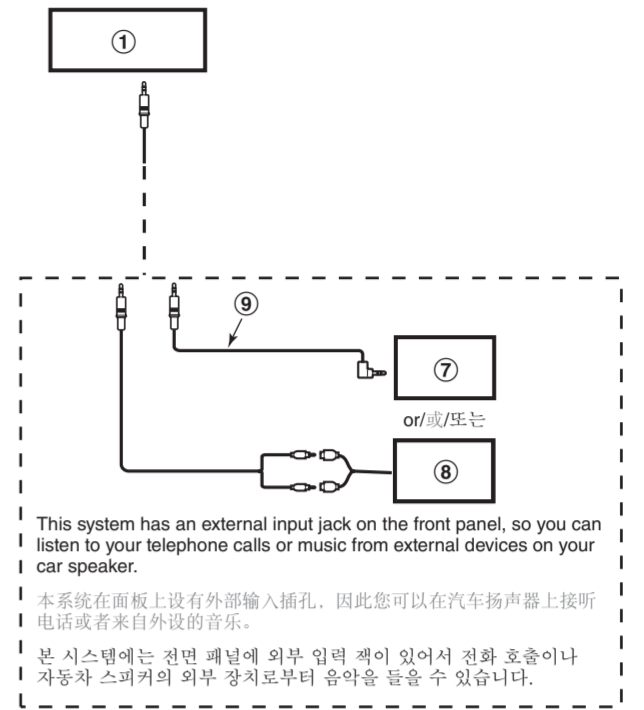 ①
⑨
⑦
or/或/또는
⑧
This system has an external input jack on the front panel, so you can
listen to your telephone calls or music from external devices on your
car speaker.
本系统在面板上设有外部输入插孔，因此您可以在汽车扬声器上接听
电话或者来自外设的音乐。
본 시스템에는 전면 패널에 외부 입력 잭이 있어서 전화 호출이나
자동차 스피커의 외부 장치로부터 음악을 들을 수 있습니다.